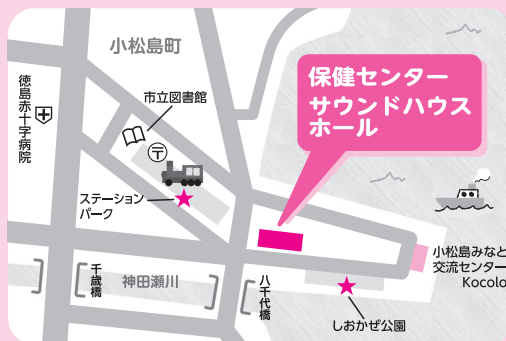 小松島町
保健センター
サウンドハウス
ホール
徳島赤十字病院
市立図書館
〒
ステーション
パーク
小松島みなと
交流センター
Kocolo
千歳橋
神田瀬川
八千代橋
しおかぜ公園